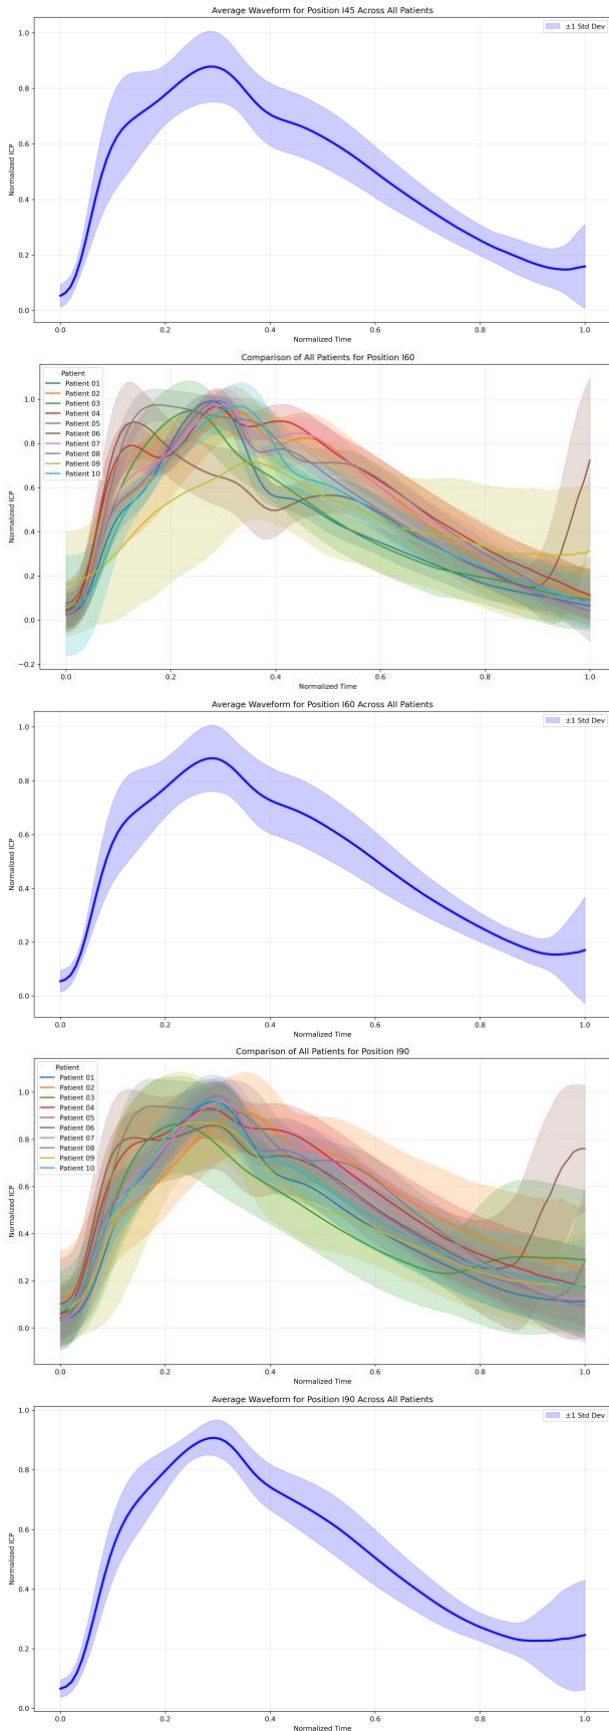 Average Waveform for Position I45 Across All Patients
±1 Std Dev
1.0
0.8
0.6
0.4
0.2
0.0
Normalized ICP
0.0 0.2 0.4 0.6 0.8 1.0
Normalized Time
Comparison of All Patients for Position I60
Patient
Patient 01
Patient 02
Patient 03
Patient 04
Patient 05
Patient 06
Patient 07
Patient 08
Patient 09
Patient 10
1.0
0.8
0.6
0.4
0.2
0.0
−0.2
Normalized ICP
0.0 0.2 0.4 0.6 0.8 1.0
Normalized Time
Average Waveform for Position I60 Across All Patients
±1 Std Dev
1.0
0.8
0.6
0.4
0.2
0.0
Normalized ICP
0.0 0.2 0.4 0.6 0.8 1.0
Normalized Time
Comparison of All Patients for Position I90
Patient
Patient 01
Patient 02
Patient 03
Patient 04
Patient 05
Patient 06
Patient 07
Patient 08
Patient 09
Patient 10
1.0
0.8
0.6
0.4
0.2
0.0
Normalized ICP
0.0 0.2 0.4 0.6 0.8 1.0
Normalized Time
Average Waveform for Position I90 Across All Patients
±1 Std Dev
1.0
0.8
0.6
0.4
0.2
0.0
Normalized ICP
0.0 0.2 0.4 0.6 0.8 1.0
Normalized Time